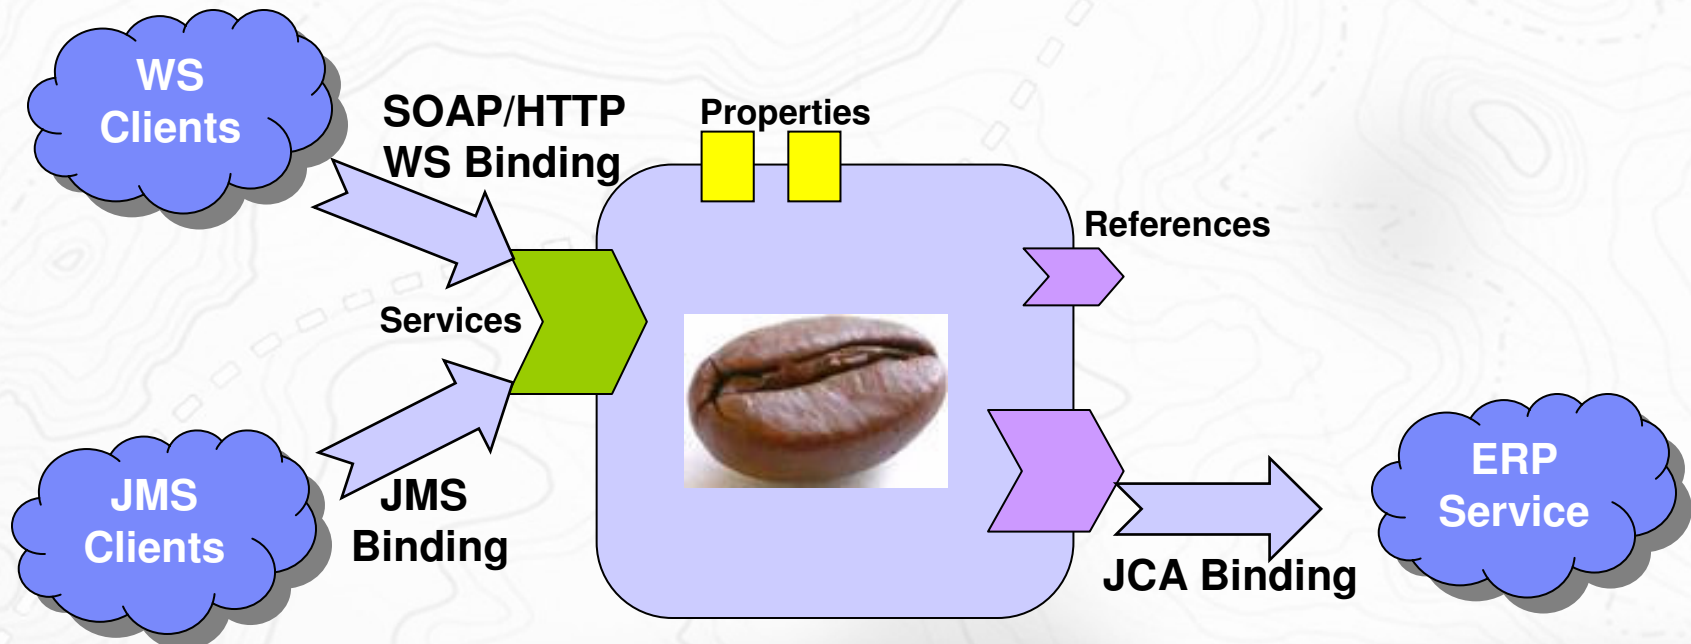 WS
Clients
SOAP/HTTP
WS Binding
Properties
References
Services
JMS
Clients
JMS
Binding
ERP
Service
JCA Binding